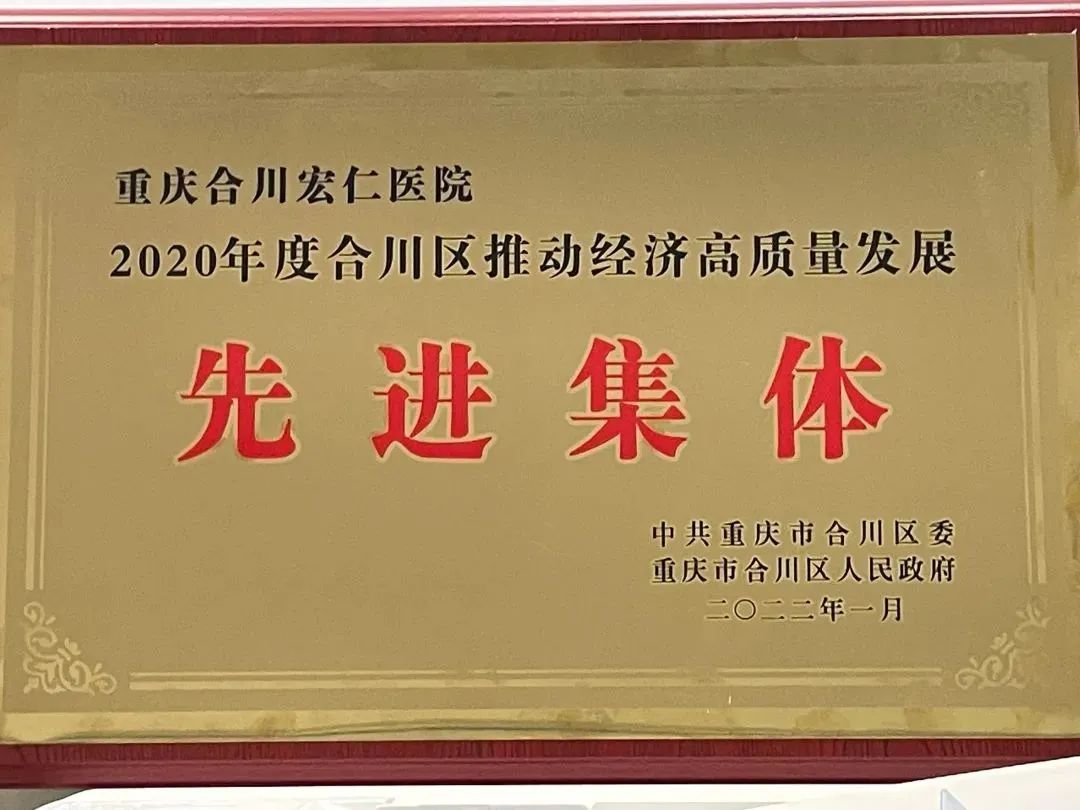 重庆合川宏仁医院
2020年度合川区推动经济高质量发展
先进集体
中共重庆市合川区委
重庆市合川区人民政府
二〇二二年一月